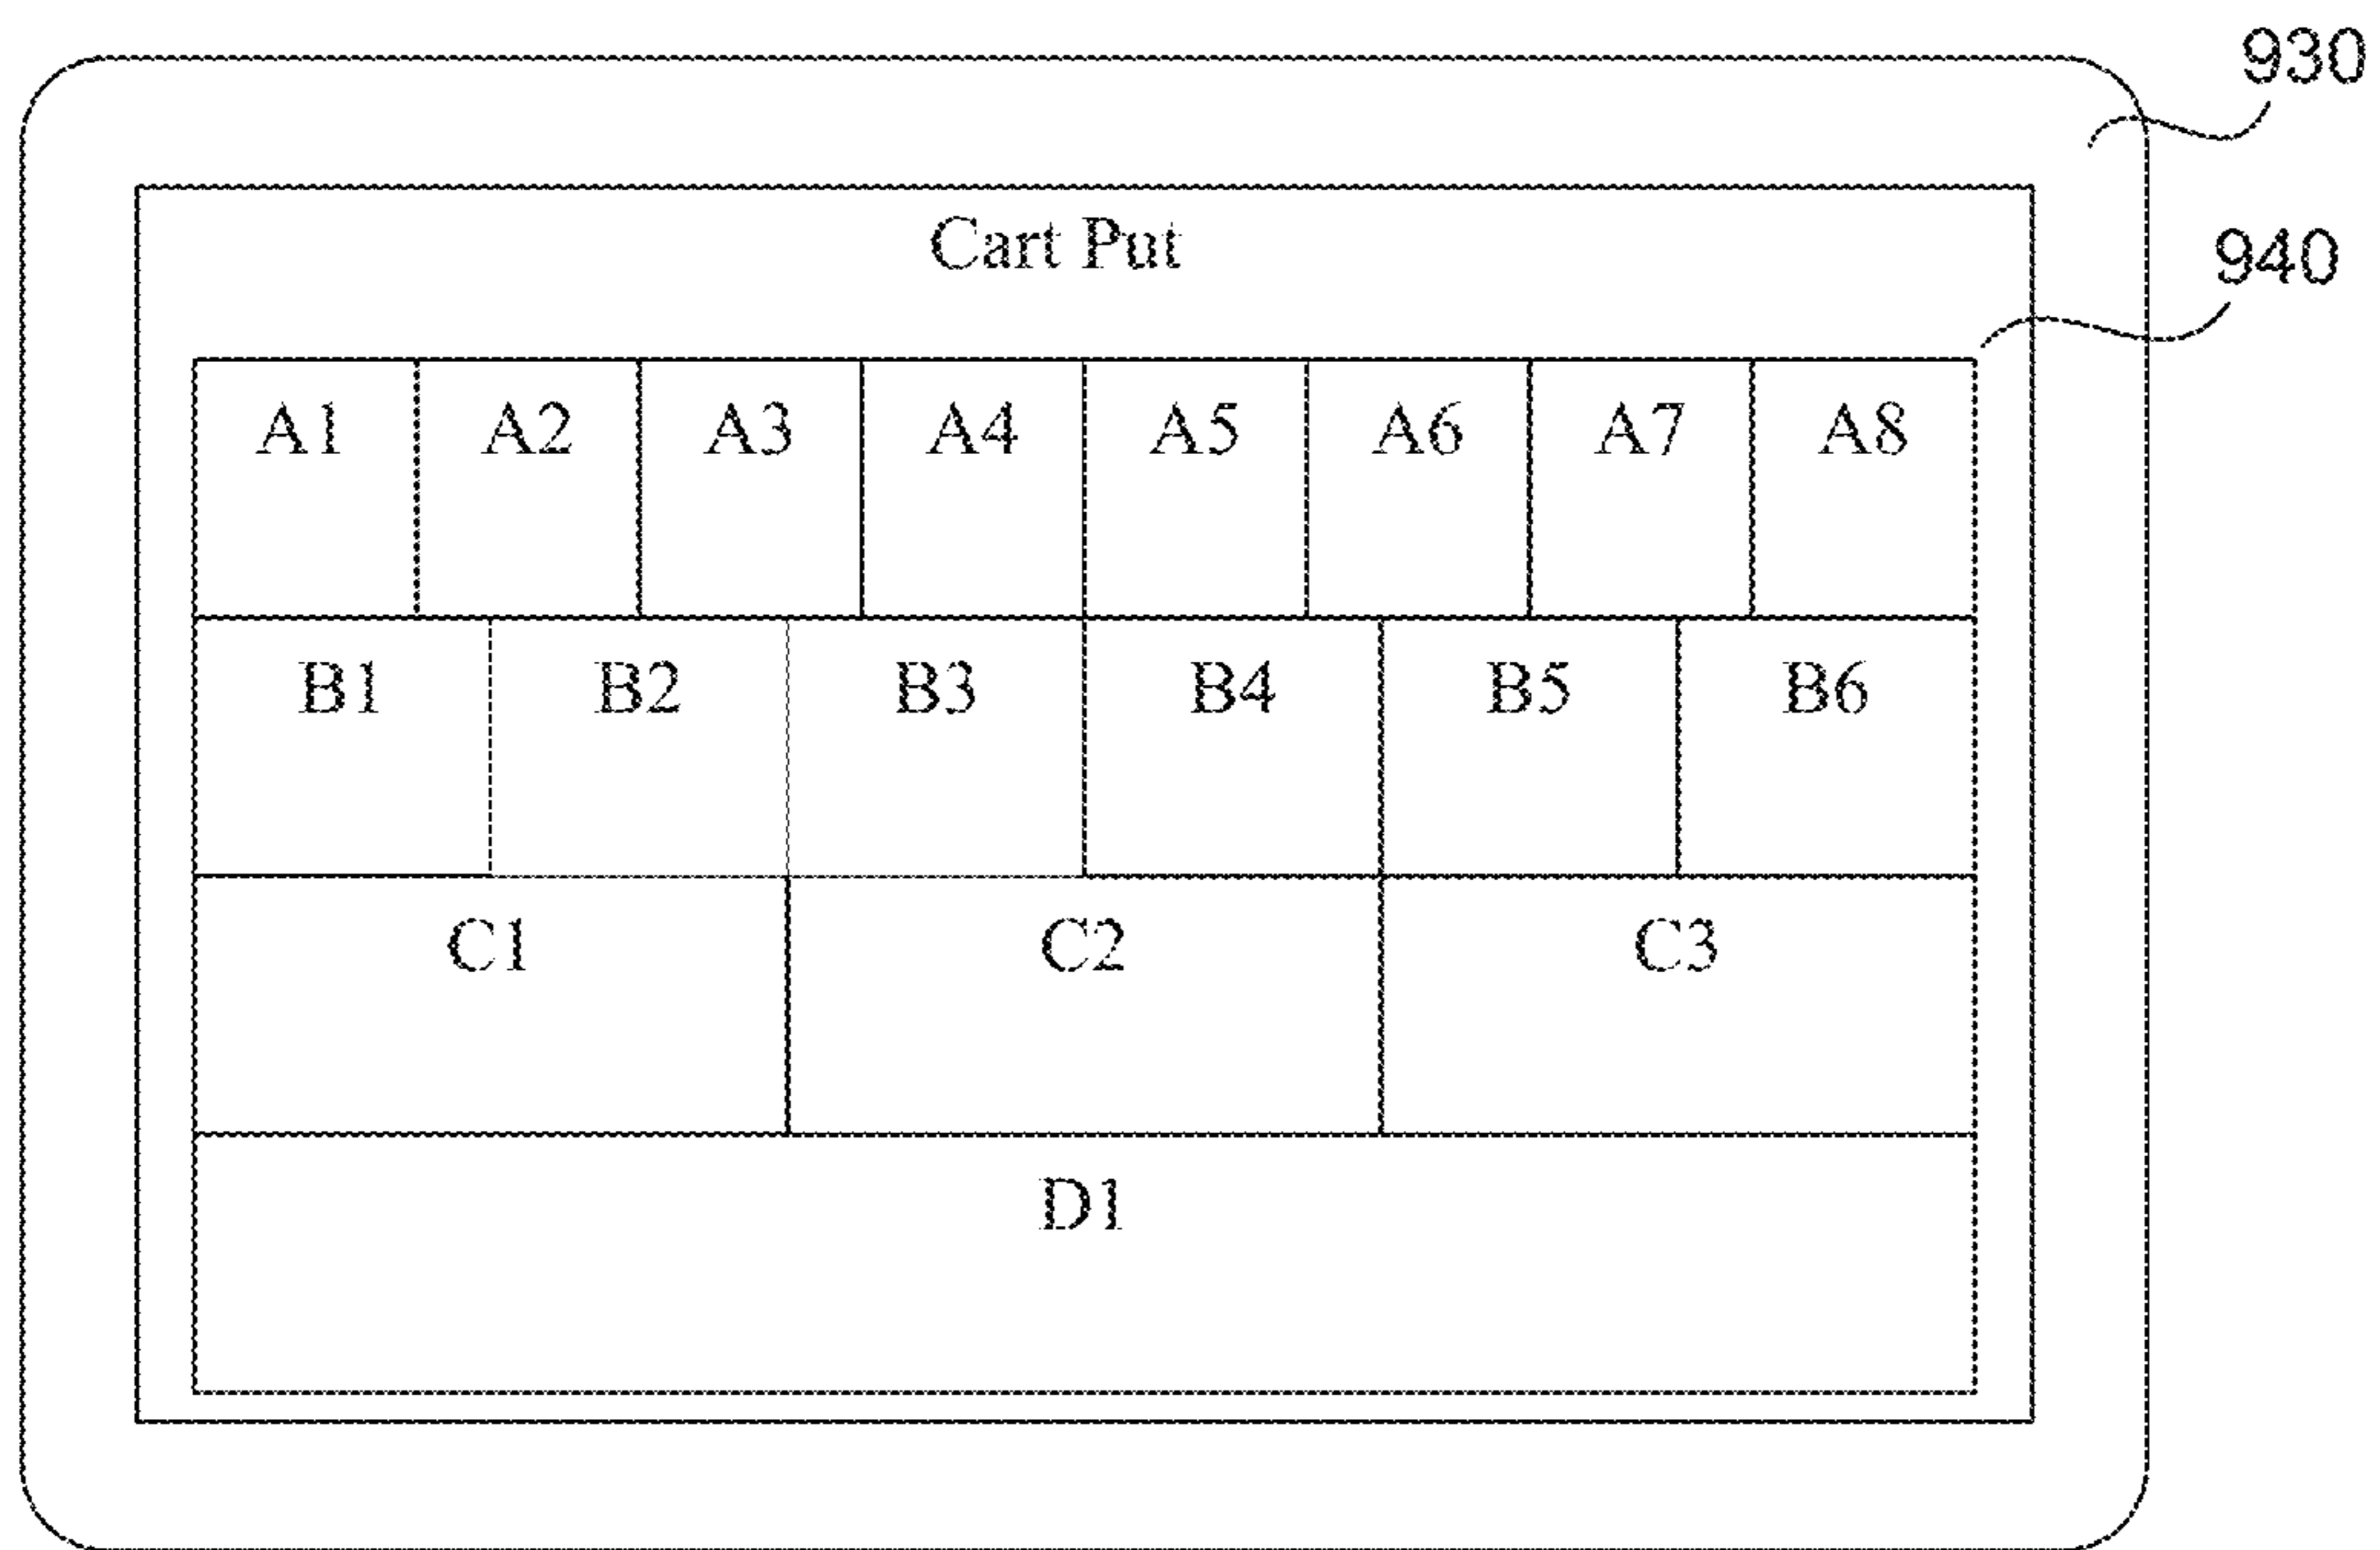 930
Cart Put
940
A1 A2 A3 A4 A5 A6 A7 A8
B1 B2 B3 B4 B5 B6
C1 C2 C3
D1